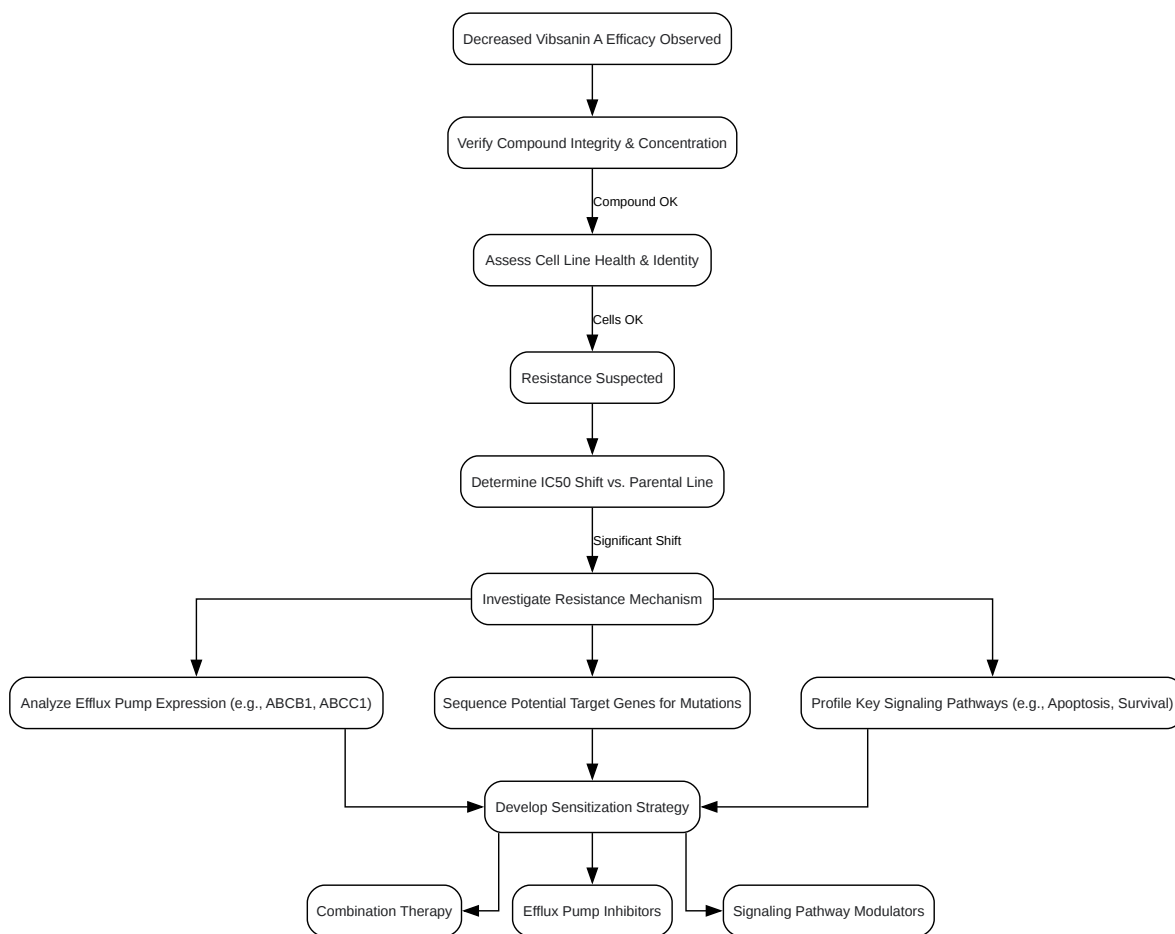 Decreased Vibsanin A Efficacy Observed
Verify Compound Integrity & Concentration
Compound OK
Assess Cell Line Health & Identity
Cells OK
Resistance Suspected
Determine IC50 Shift vs. Parental Line
Significant Shift
Investigate Resistance Mechanism
Analyze Efflux Pump Expression (e.g., ABCB1, ABCC1)
Sequence Potential Target Genes for Mutations
Profile Key Signaling Pathways (e.g., Apoptosis, Survival)
Develop Sensitization Strategy
Combination Therapy
Efflux Pump Inhibitors
Signaling Pathway Modulators